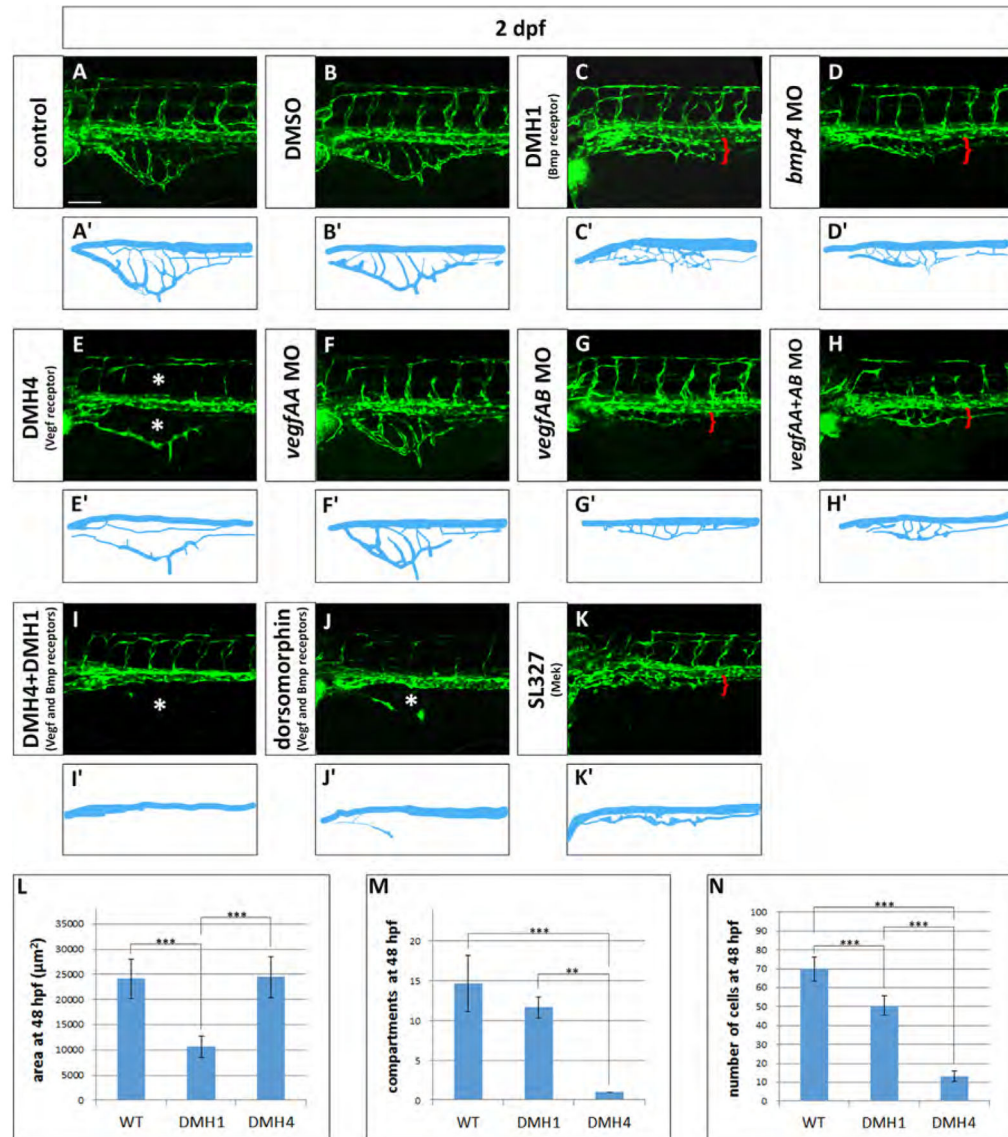 2 dpf
control
A
DMSO
B
DMH1
(Bmp receptor)
C
}
bmp4 MO
D
}
A'
B'
C'
D'
DMH4
(Vegf receptor)
E
*
*
vegfAA MO
F
vegfAB MO
G
}
vegfAA+AB MO
H
}
E'
F'
G'
H'
DMH4+DMH1
(Vegf and Bmp receptors)
I
*
dorsomorphin
(Vegf and Bmp receptors)
J
*
SL327
(Mek)
K
}
I'
J'
K'
L
area at 48 hpf (µm²)
35000
30000
25000
20000
15000
10000
5000
0
***
***
WT DMH1 DMH4
M
compartments at 48 hpf
20
15
10
5
0
***
**
WT DMH1 DMH4
N
number of cells at 48 hpf
100
90
80
70
60
50
40
30
20
10
0
***
***
***
WT DMH1 DMH4